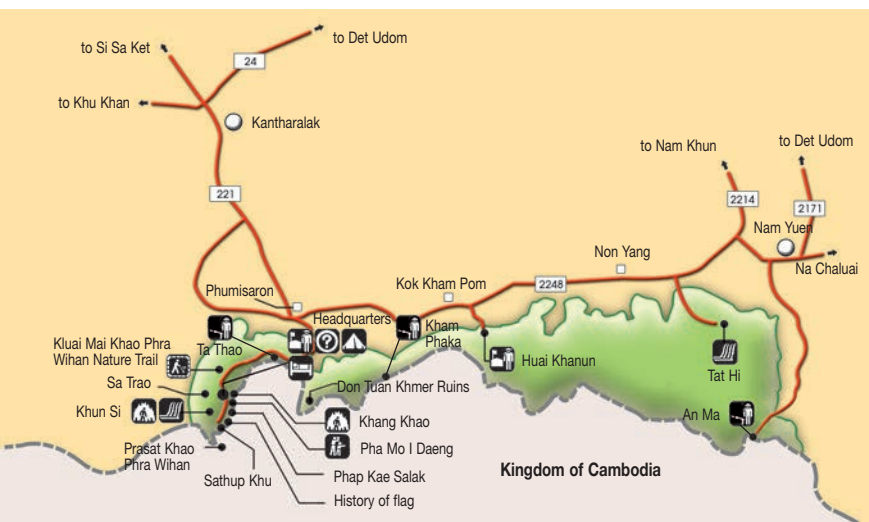 to Det Udom
to Si Sa Ket
24
to Khu Khan
Kantharalak
to Det Udom
to Nam Khun
221
2214
2171
Nam Yuen
Non Yang
Na Chaluai
Kok Kham Pom
2248
Phumisaron
Headquarters
Kham
Phaka
Ta Thao
Kluai Mai Khao Phra
Wihan Nature Trail
Huai Khanun
Tat Hi
Sa Trao
Don Tuan Khmer Ruins
Khun Si
Khang Khao
An Ma
Prasat Khao
Phra Wihan
Pha Mo I Daeng
Kingdom of Cambodia
Sathup Khu
Phap Kae Salak
History of flag